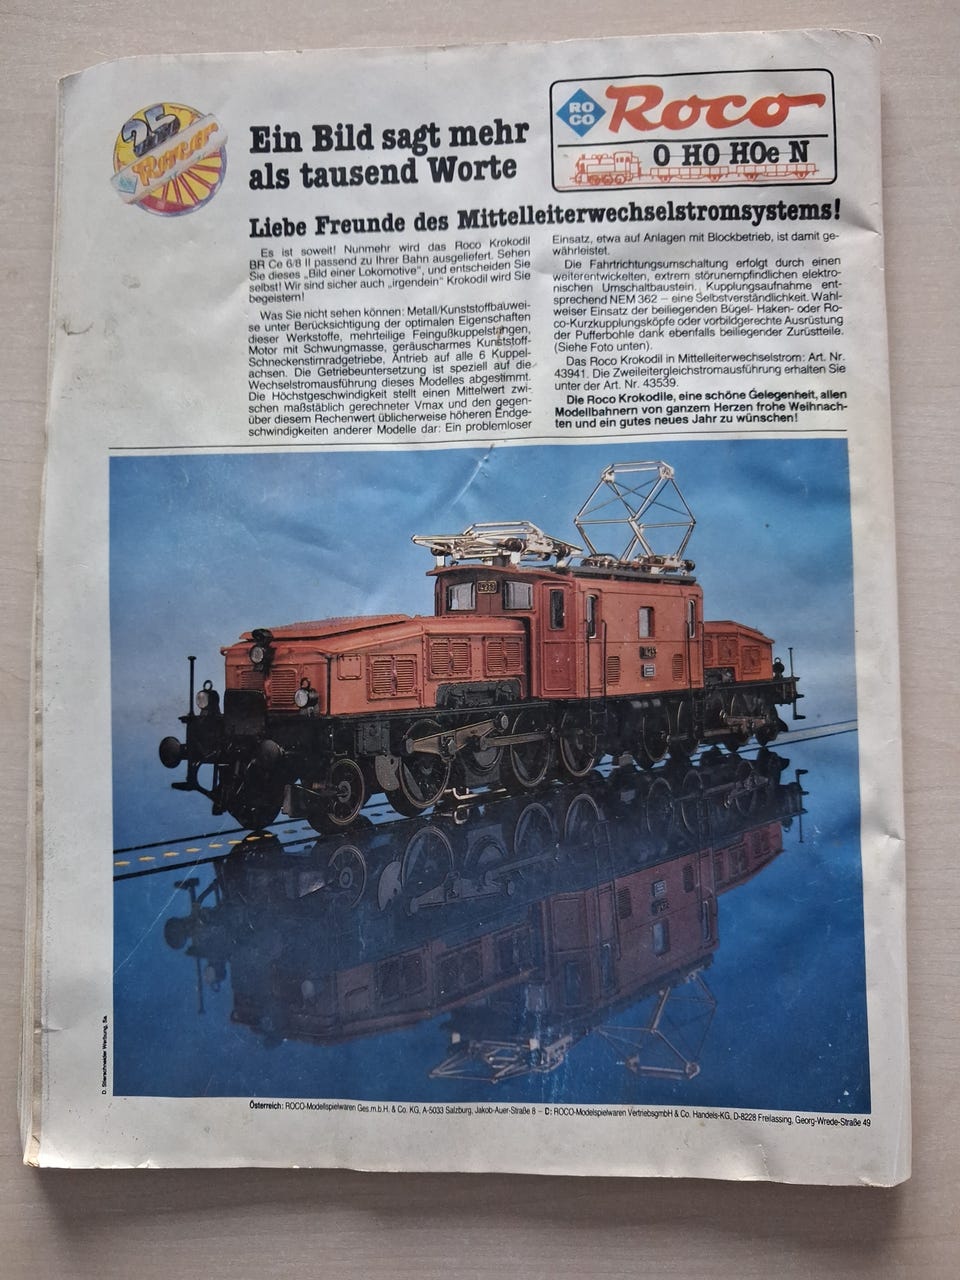 25
Roco
Ein Bild sagt mehr
als tausend Worte
RO
CO
Roco
O HO HOe N
Liebe Freunde des Mittelleiterwechselstromsystems!
Es ist soweit! Nunmehr wird das Roco Krokodil
BR Ce 6/8 II passend zu Ihrer Bahn ausgeliefert. Sehen
Sie dieses „Bild einer Lokomotive“, und entscheiden Sie
selbst! Wir sind sicher auch „irgendein“ Krokodil wird Sie
begeistern!
Was Sie nicht sehen können: Metall/Kunststoffbauwei-
se unter Berücksichtigung der optimalen Eigenschaften
dieser Werkstoffe, mehrteilige Feingußkuppelstangen,
Motor mit Schwungmasse, geräuscharmes Kunststoff-
Schneckenstirnradgetriebe, Antrieb auf alle 6 Kuppel-
achsen. Die Getriebeuntersetzung ist speziell auf die
Wechselstromausführung dieses Modelles abgestimmt.
Die Höchstgeschwindigkeit stellt einen Mittelwert zwi-
schen maßstäblich gerechneter Vmax und den gegen-
über diesem Rechenwert üblicherweise höheren Endge-
schwindigkeiten anderer Modelle dar: Ein problemloser
Einsatz, etwa auf Anlagen mit Blockbetrieb, ist damit ge-
währleistet.
Die Fahrtrichtungsumschaltung erfolgt durch einen
weiterentwickelten, extrem störunempfindlichen elektro-
nischen Umschaltbaustein. Kupplungsaufnahme ent-
sprechend NEM 362 – eine Selbstverständlichkeit. Wahl-
weiser Einsatz der beiliegenden Bügel- Haken- oder Ro-
co-Kurzkupplungsköpfe oder vorbildgerechte Ausrüstung
der Pufferbohle dank ebenfalls beiliegender Zurüstteile.
(Siehe Foto unten).
Das Roco Krokodil in Mittelleiterwechselstrom: Art. Nr.
43941. Die Zweileitergleichstromausführung erhalten Sie
unter der Art. Nr. 43539.
Die Roco Krokodile, eine schöne Gelegenheit, allen
Modellbahnern von ganzem Herzen frohe Weihnach-
ten und ein gutes neues Jahr zu wünschen!
D. Stierschneider Werbung, Sa.
Österreich: ROCO-Modellspielwaren Ges.m.b.H. & Co. KG, A-5033 Salzburg, Jakob-Auer-Straße 8 – D: ROCO-Modelspielwaren VertriebsgmbH & Co. Handels-KG, D-8228 Freilassing, Georg-Wrede-Straße 49